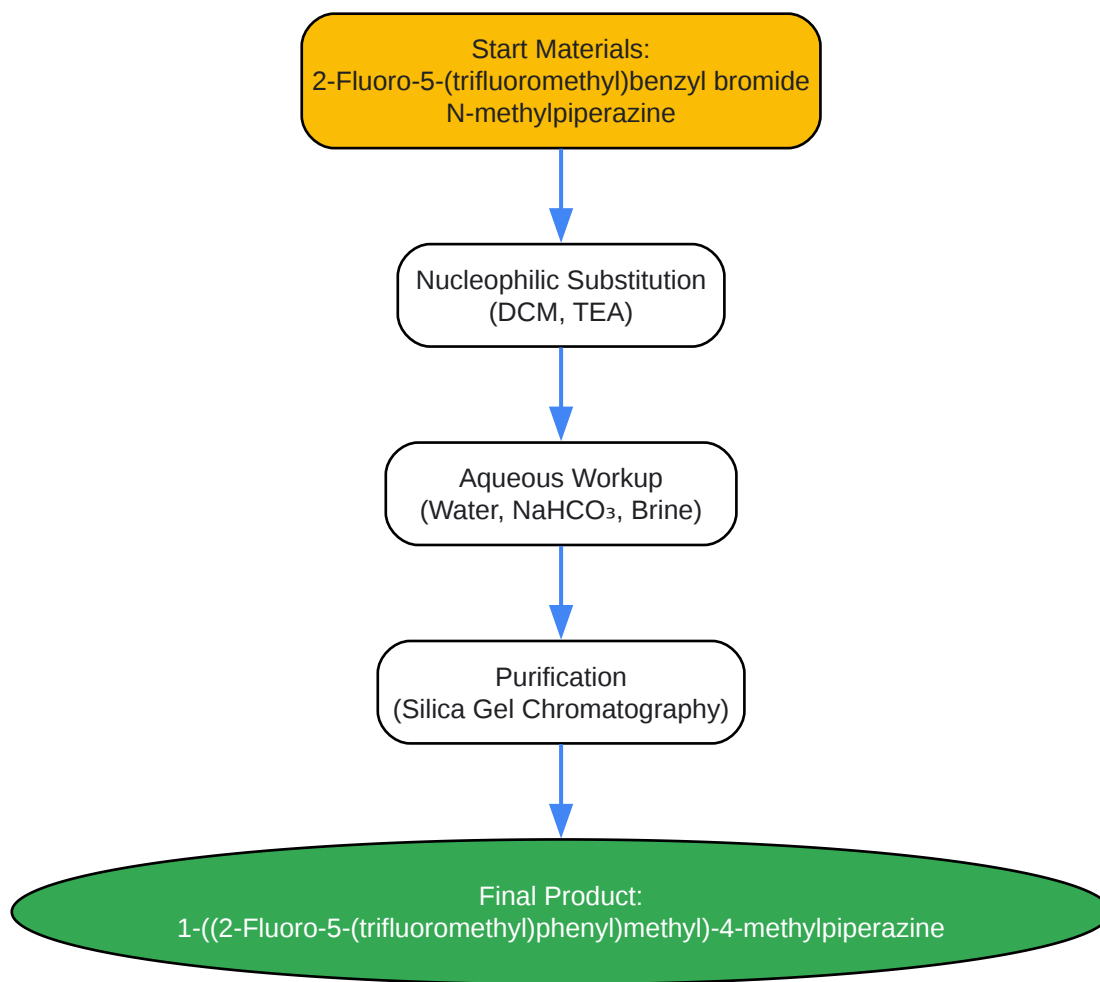 Start Materials:
2-Fluoro-5-(trifluoromethyl)benzyl bromide
N-methylpiperazine
Nucleophilic Substitution
(DCM, TEA)
Aqueous Workup
(Water, NaHCO₃, Brine)
Purification
(Silica Gel Chromatography)
Final Product:
1-((2-Fluoro-5-(trifluoromethyl)phenyl)methyl)-4-methylpiperazine